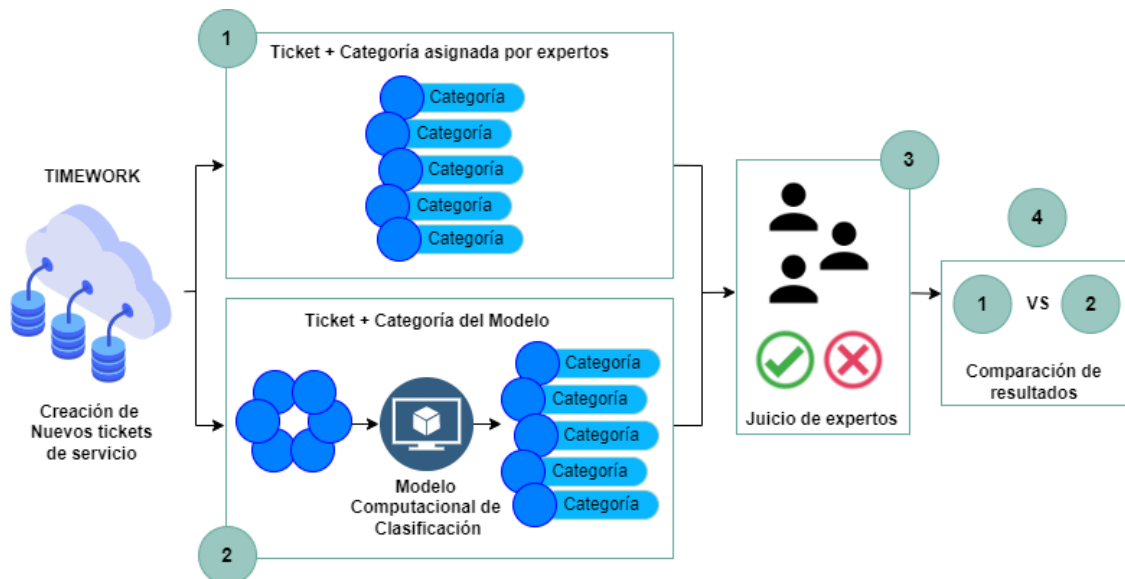 TIMEWORK
Creación de
Nuevos tickets
de servicio
1
Ticket + Categoría asignada por expertos
Categoría
Categoría
Categoría
Categoría
Categoría
2
Ticket + Categoría del Modelo
Modelo
Computacional de
Clasificación
Categoría
Categoría
Categoría
Categoría
Categoría
3
Juicio de expertos
4
1 VS 2
Comparación de
resultados